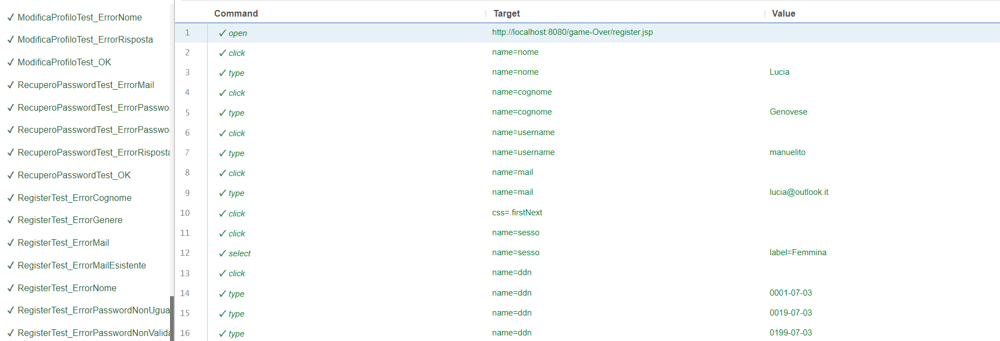 ✓ ModificaProfiloTest_ErrorNome
✓ ModificaProfiloTest_ErrorRisposta
✓ ModificaProfiloTest_OK
✓ RecuperoPasswordTest_ErrorMail
✓ RecuperoPasswordTest_ErrorPasswo
✓ RecuperoPasswordTest_ErrorPasswo
✓ RecuperoPasswordTest_ErrorRisposta
✓ RecuperoPasswordTest_OK
✓ RegisterTest_ErrorCognome
✓ RegisterTest_ErrorGenere
✓ RegisterTest_ErrorMail
✓ RegisterTest_ErrorMailEsistente
✓ RegisterTest_ErrorNome
✓ RegisterTest_ErrorPasswordNonUgua
✓ RegisterTest_ErrorPasswordNonValida
Command Target Value
1 ✓ open http://localhost:8080/game-Over/register.jsp
2 ✓ click name=nome
3 ✓ type name=nome Lucia
4 ✓ click name=cognome
5 ✓ type name=cognome Genovese
6 ✓ click name=username
7 ✓ type name=username manuelito
8 ✓ click name=mail
9 ✓ type name=mail lucia@outlook.it
10 ✓ click css=.firstNext
11 ✓ click name=sesso
12 ✓ select name=sesso label=Femmina
13 ✓ click name=ddn
14 ✓ type name=ddn 0001-07-03
15 ✓ type name=ddn 0019-07-03
16 ✓ type name=ddn 0199-07-03